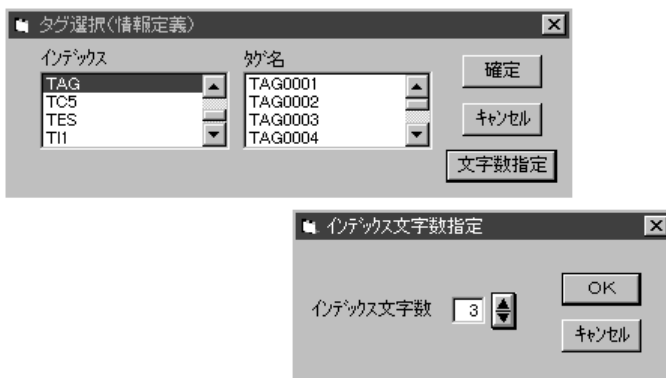 タグ選択(情報定義)
インデックス
タグ名
TAG
TC5
TES
TI1
TAG0001
TAG0002
TAG0003
TAG0004
確定
キャンセル
文字数指定
インデックス文字数指定
インデックス文字数 3
OK
キャンセル